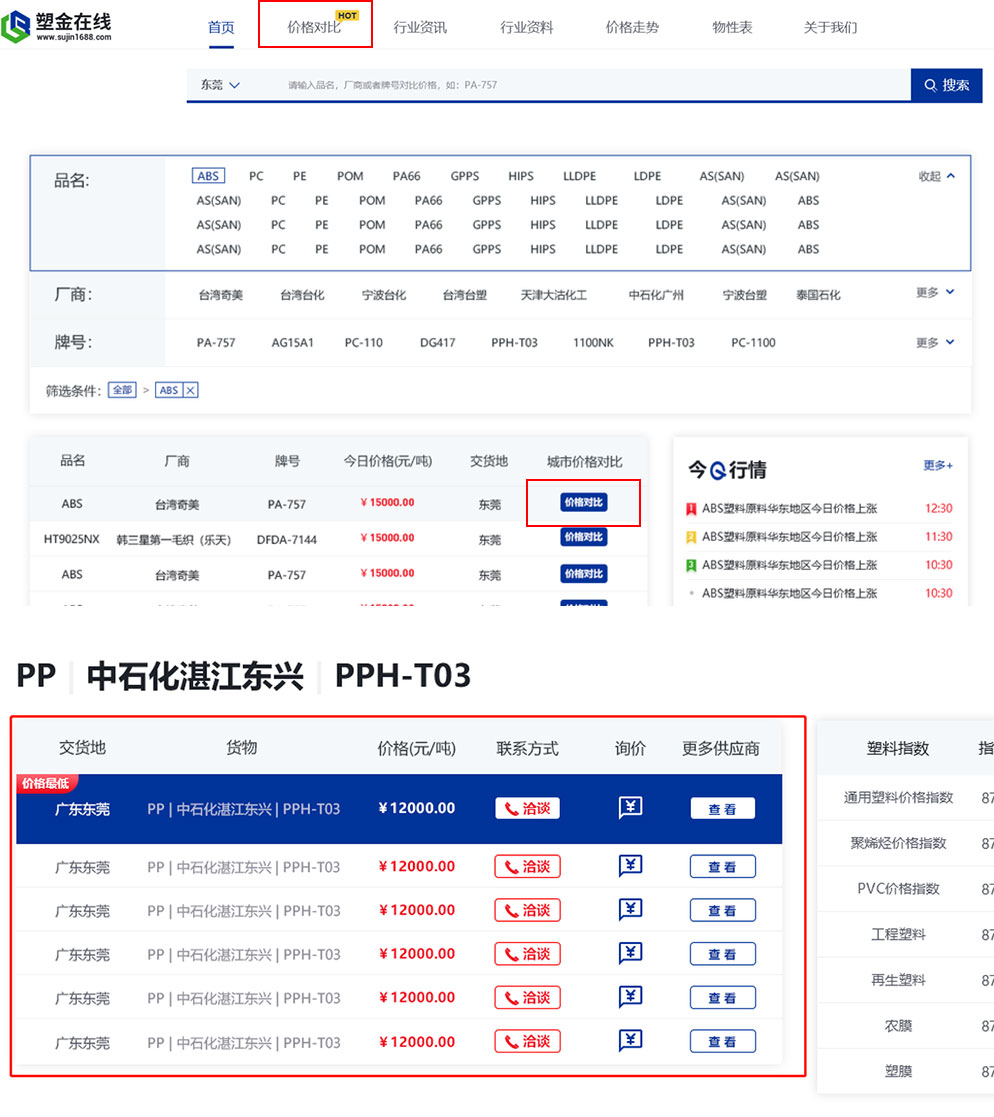 塑金在线
www.sujin1688.com
首页 价格对比 HOT 行业资讯 行业资料 价格走势 物性表 关于我们
东莞 请输入品名，厂商或者牌号对比价格，如：PA-757 搜索
品名: ABS PC PE POM PA66 GPPS HIPS LLDPE LDPE AS(SAN) AS(SAN) 收起
AS(SAN) PC PE POM PA66 GPPS HIPS LLDPE LDPE AS(SAN) ABS
AS(SAN) PC PE POM PA66 GPPS HIPS LLDPE LDPE AS(SAN) ABS
AS(SAN) PC PE POM PA66 GPPS HIPS LLDPE LDPE AS(SAN) ABS
厂商: 台湾奇美 台湾台化 宁波台化 台湾台塑 天津大沽化工 中石化广州 宁波台塑 泰国石化 更多
牌号: PA-757 AG15A1 PC-110 DG417 PPH-T03 1100NK PPH-T03 PC-1100 更多
筛选条件: 全部 > ABS X
品名 厂商 牌号 今日价格(元/吨) 交货地 城市价格对比
ABS 台湾奇美 PA-757 ¥15000.00 东莞 价格对比
HT9025NX 韩三星第一毛织（乐天） DFDA-7144 ¥15000.00 东莞 价格对比
ABS 台湾奇美 PA-757 ¥15000.00 东莞 价格对比
今行情 更多+
1 ABS塑料原料华东地区今日价格上涨 12:30
2 ABS塑料原料华东地区今日价格上涨 11:30
3 ABS塑料原料华东地区今日价格上涨 10:30
ABS塑料原料华东地区今日价格上涨 10:30
PP | 中石化湛江东兴 | PPH-T03
交货地 货物 价格(元/吨) 联系方式 询价 更多供应商
价格最低
广东东莞 PP | 中石化湛江东兴 | PPH-T03 ¥12000.00 洽谈 ¥ 查看
广东东莞 PP | 中石化湛江东兴 | PPH-T03 ¥12000.00 洽谈 ¥ 查看
广东东莞 PP | 中石化湛江东兴 | PPH-T03 ¥12000.00 洽谈 ¥ 查看
广东东莞 PP | 中石化湛江东兴 | PPH-T03 ¥12000.00 洽谈 ¥ 查看
广东东莞 PP | 中石化湛江东兴 | PPH-T03 ¥12000.00 洽谈 ¥ 查看
广东东莞 PP | 中石化湛江东兴 | PPH-T03 ¥12000.00 洽谈 ¥ 查看
塑料指数 指
通用塑料价格指数 87
聚烯烃价格指数 87
PVC价格指数 87
工程塑料 87
再生塑料 87
农膜 87
塑膜 87